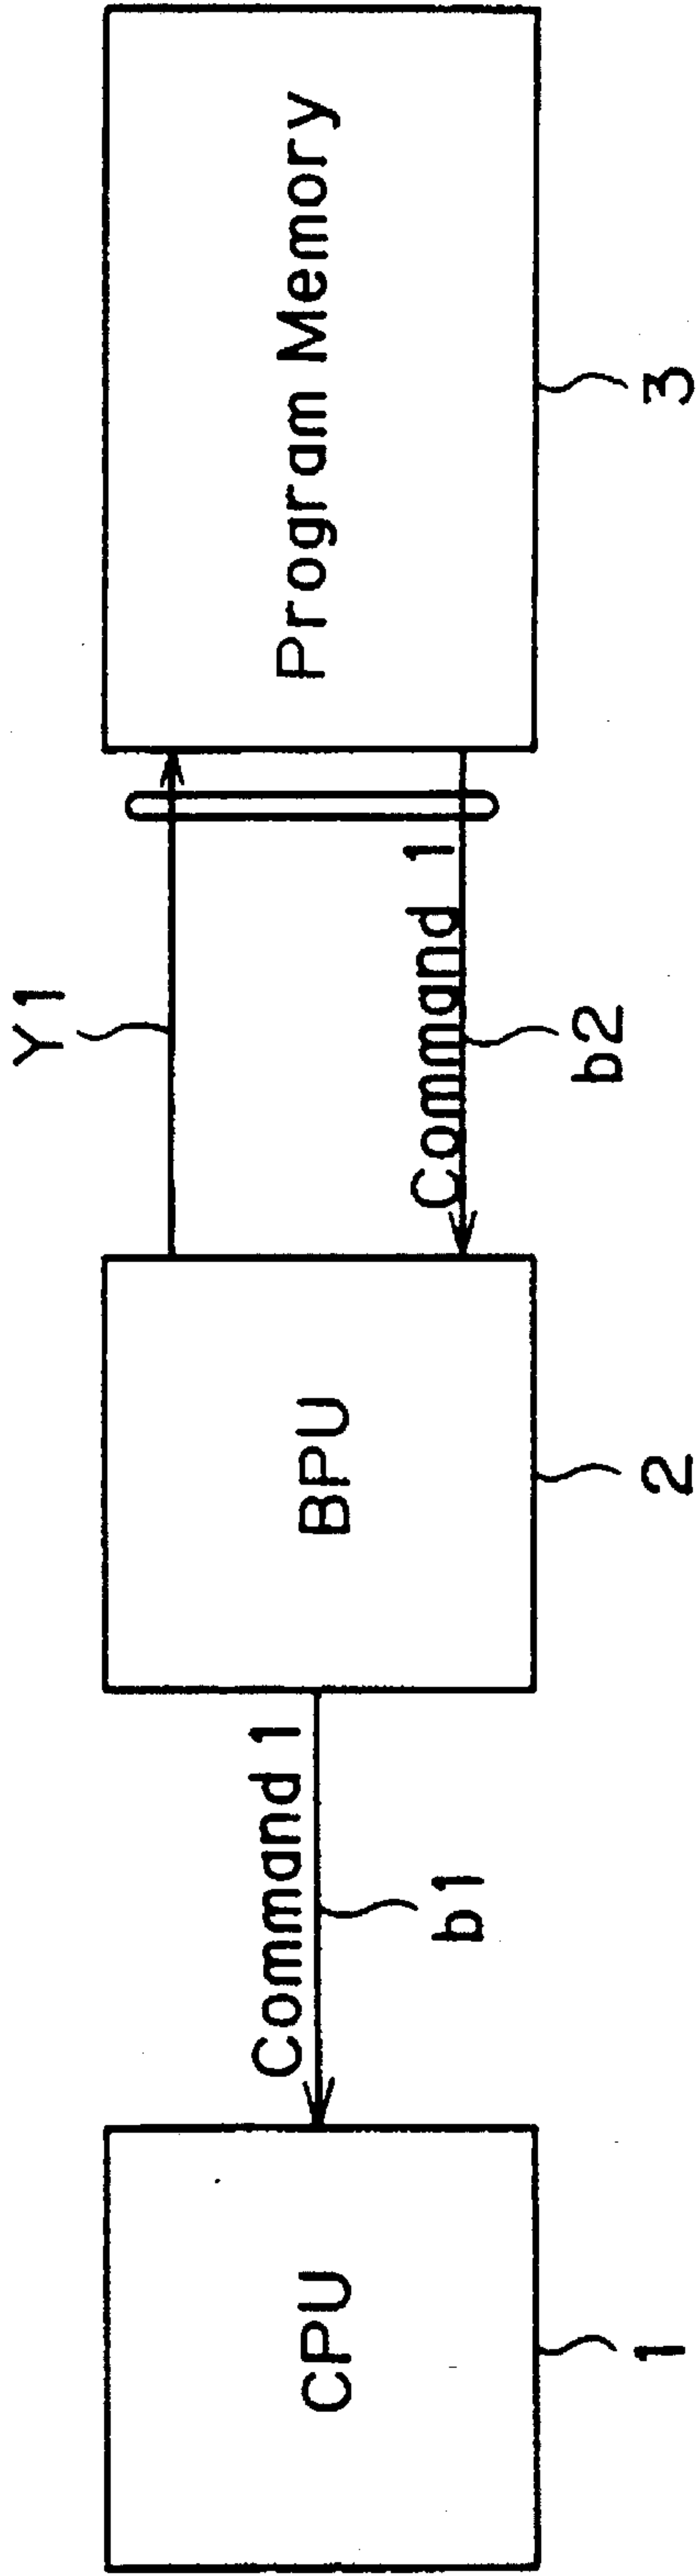 Y1
CPU
Command 1
BPU
Command 1
Program Memory
b1
b2
1
2
3